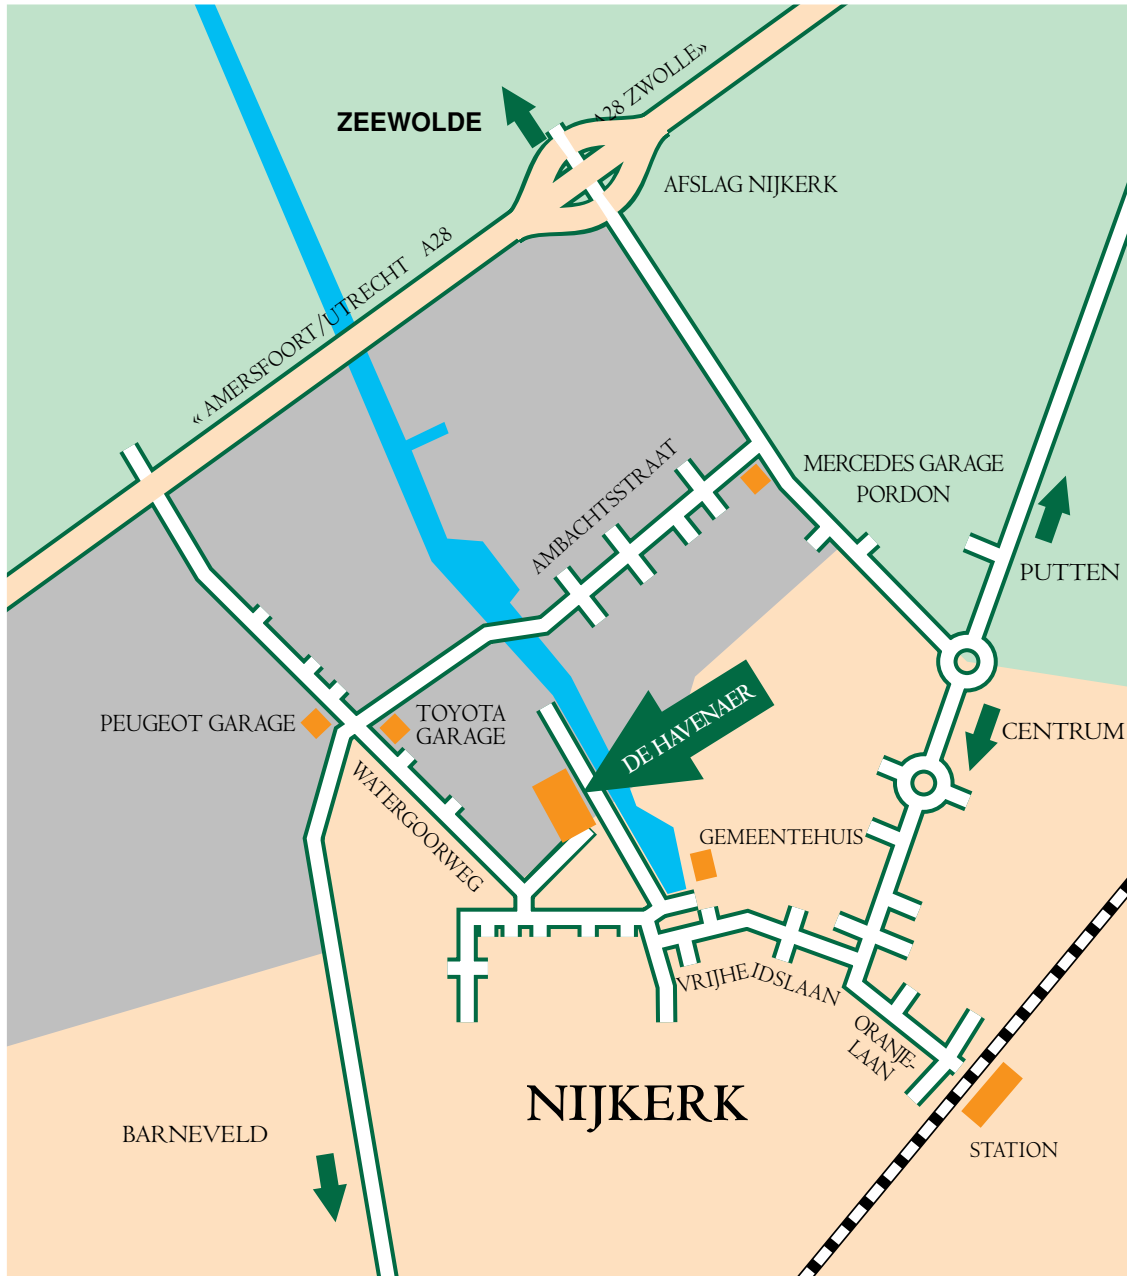 A28 ZWOLLE»
ZEEWOLDE
AFSLAG NIJKERK
« AMERSFOORT/UTRECHT A28
AMBACHTSSTRAAT
MERCEDES GARAGE
PORDON
PUTTEN
PEUGEOT GARAGE
TOYOTA
GARAGE
DE HAVENAER
CENTRUM
WATERGOORWEG
GEMEENTEHUIS
VRIJHEIDSLAAN
ORANJE-
LAAN
NIJKERK
BARNEVELD
STATION